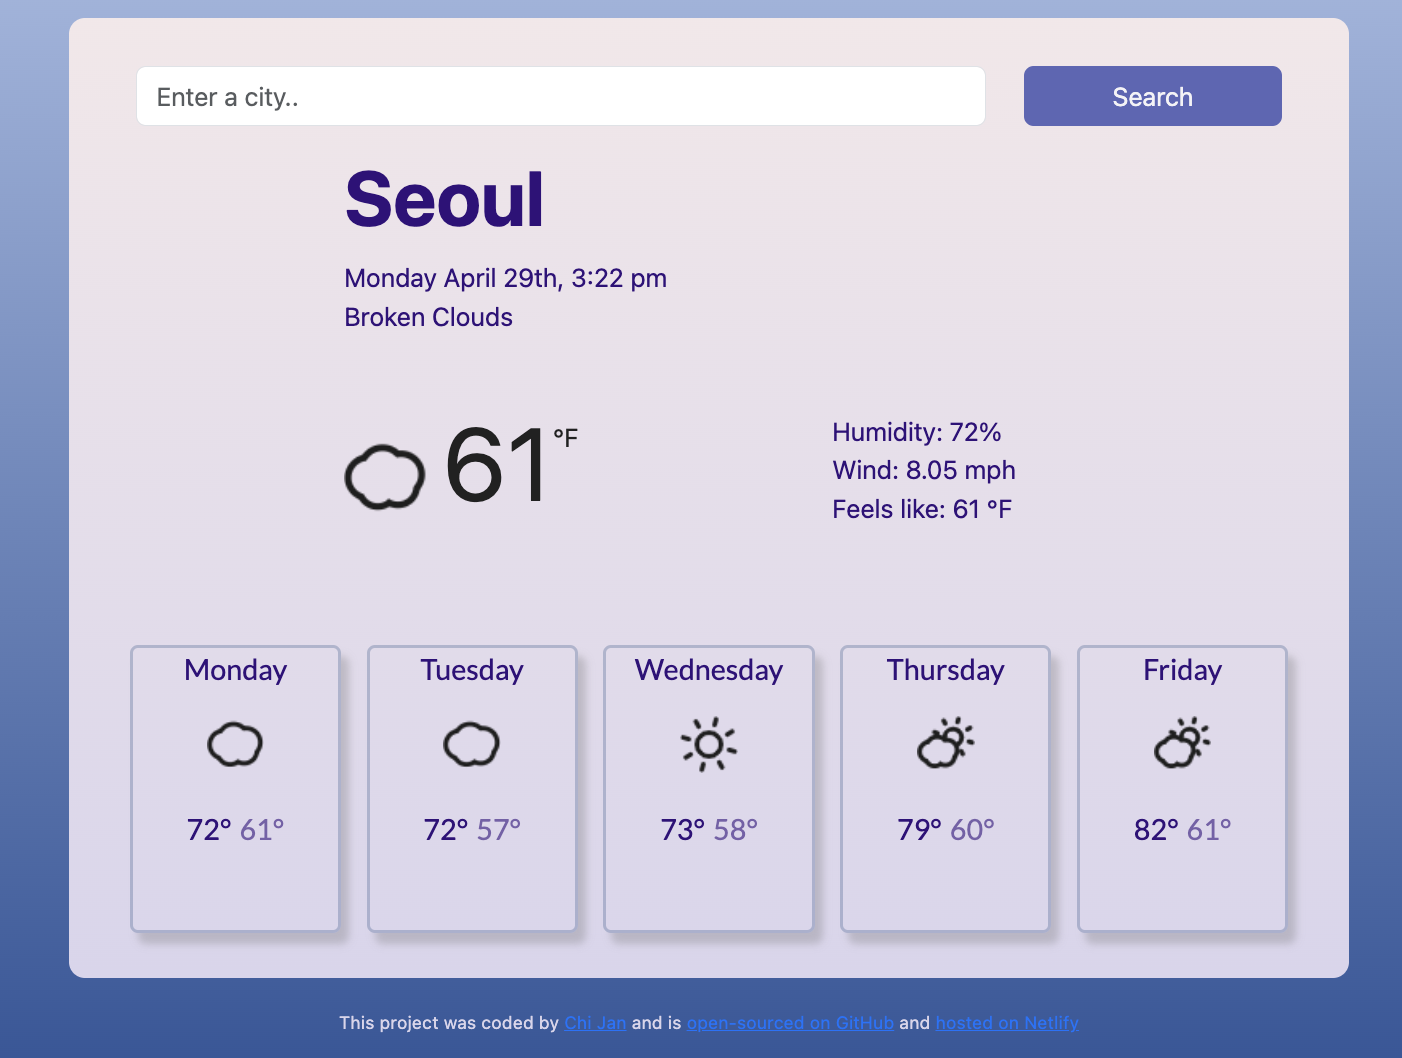 Enter a city..
Search
Seoul
Monday April 29th, 3:22 pm
Broken Clouds
61 °F
Humidity: 72%
Wind: 8.05 mph
Feels like: 61 °F
Monday
72° 61°
Tuesday
72° 57°
Wednesday
73° 58°
Thursday
79° 60°
Friday
82° 61°
This project was coded by Chi Jan and is open-sourced on GitHub and hosted on Netlify